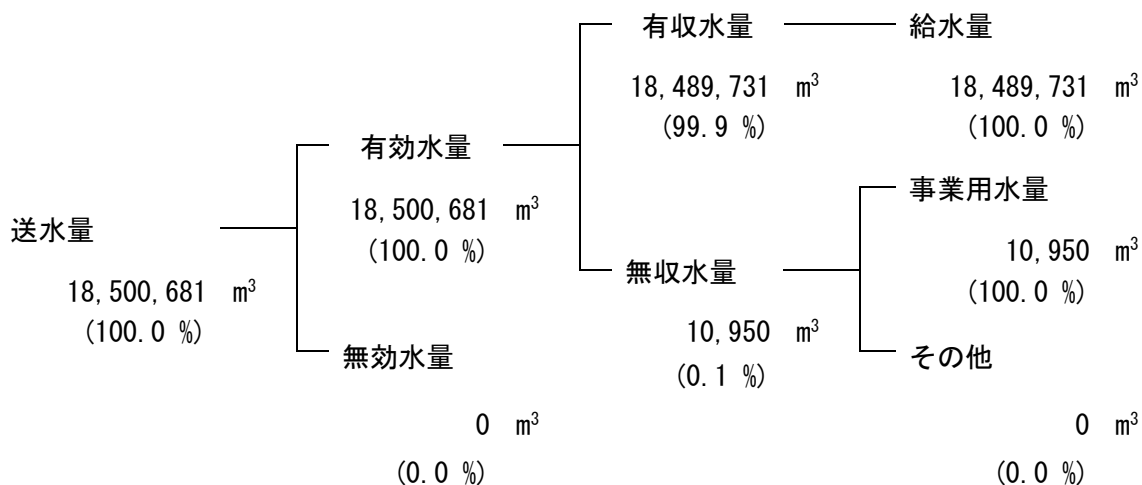 有収水量 給水量
18,489,731 m³ 18,489,731 m³
(99.9 %) (100.0 %)
有効水量
18,500,681 m³
(100.0 %)
事業用水量
10,950 m³
(100.0 %)
送水量
18,500,681 m³
(100.0 %)
無収水量
10,950 m³
(0.1 %)
無効水量
0 m³
(0.0 %)
その他
0 m³
(0.0 %)